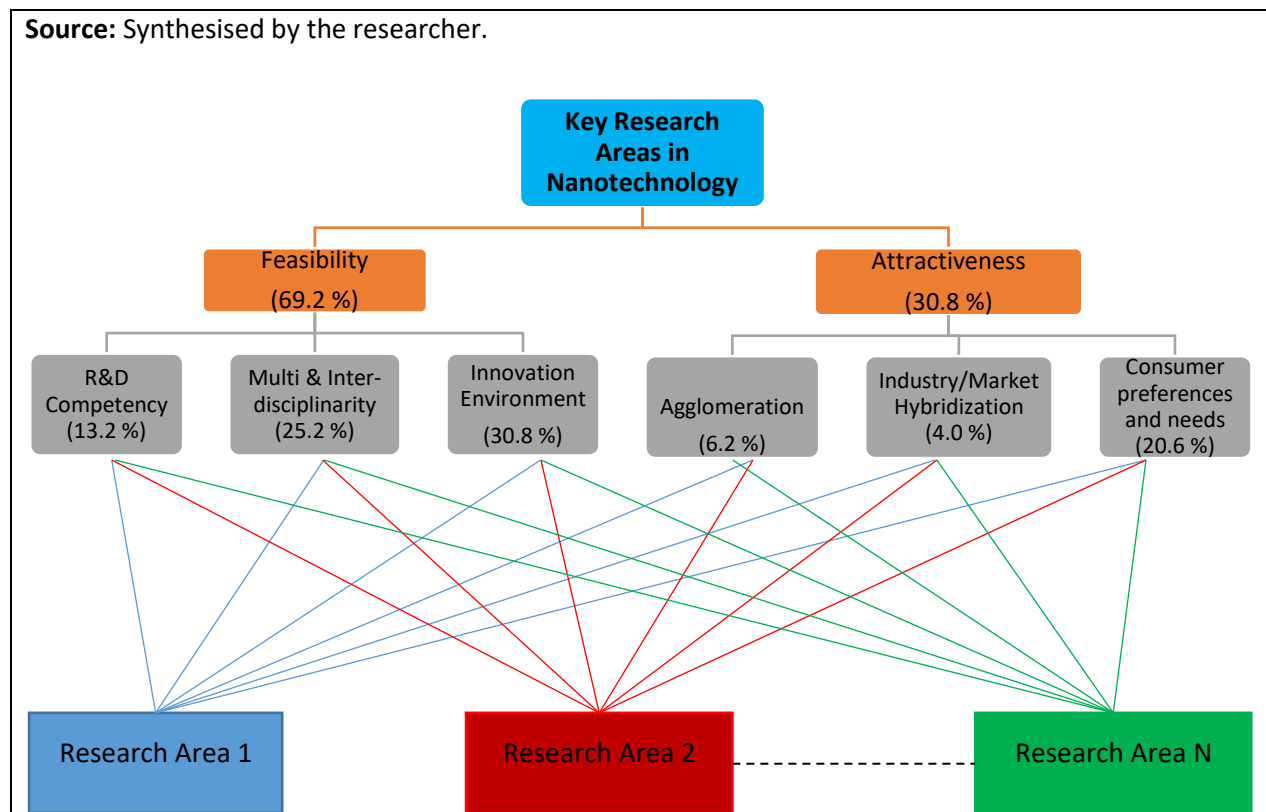 Source: Synthesised by the researcher.
Key Research
Areas in
Nanotechnology
Feasibility
(69.2 %)
Attractiveness
(30.8 %)
R&D
Competency
(13.2 %)
Multi & Inter-
disciplinarity
(25.2 %)
Innovation
Environment
(30.8 %)
Agglomeration
(6.2 %)
Industry/Market
Hybridization
(4.0 %)
Consumer
preferences
and needs
(20.6 %)
Research Area 1
Research Area 2
Research Area N